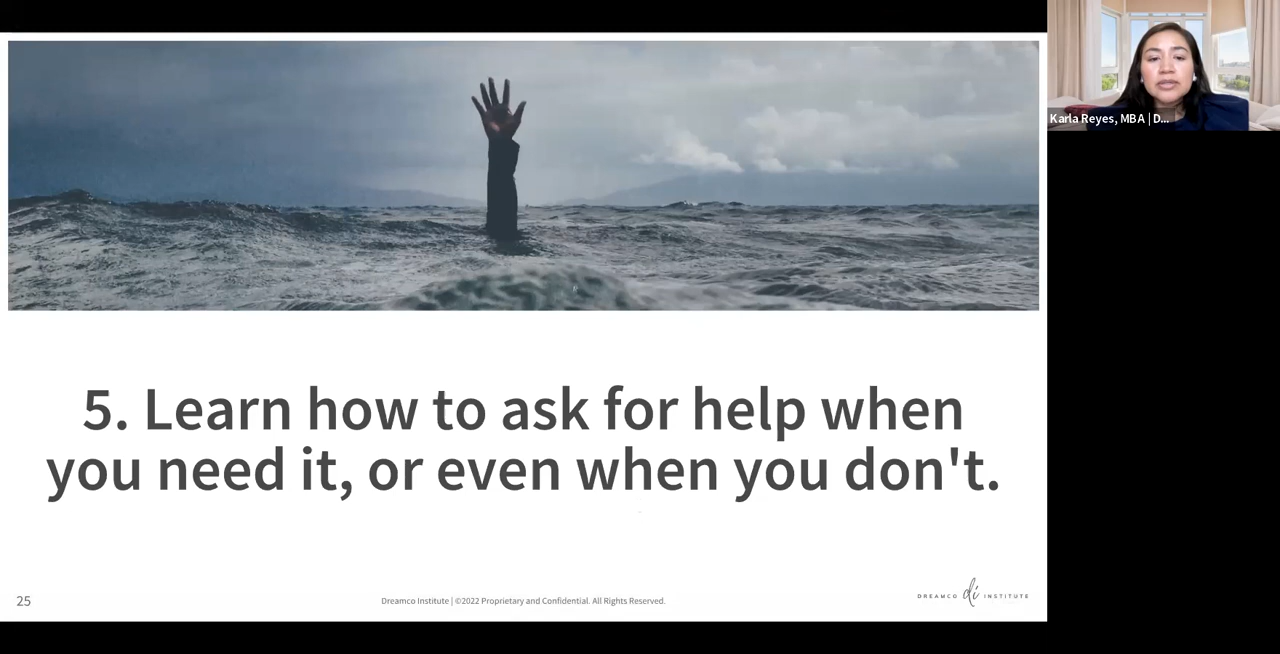 Karla Reyes, MBA | D...
5. Learn how to ask for help when
you need it, or even when you don't.
25
Dreamco Institute | ©2022 Proprietary and Confidential. All Rights Reserved.
DREAMCO di INSTITUTE